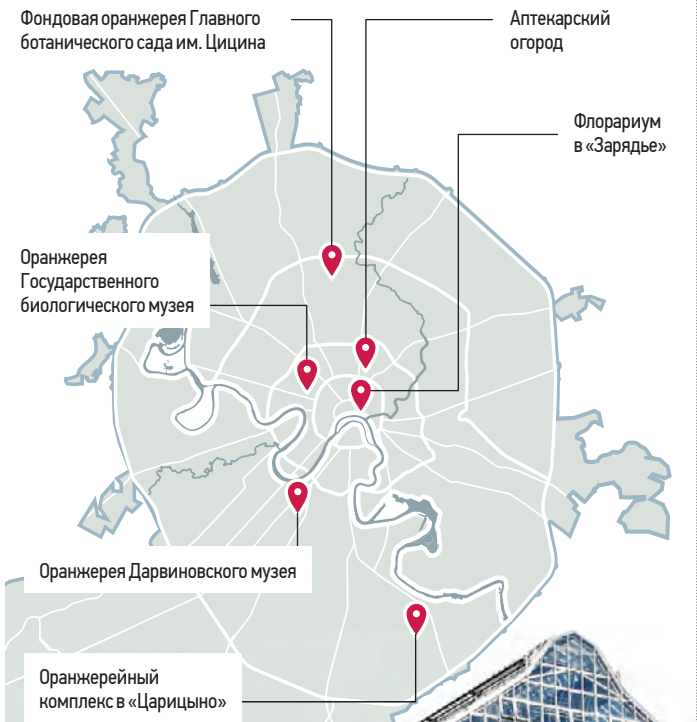 Фондовая оранжерея Главного
ботанического сада им. Цицина
Аптекарский
огород
Флорариум
в «Зарядье»
Оранжерея
Государственного
биологического музея
Оранжерея Дарвиновского музея
Оранжерейный
комплекс в «Царицыно»